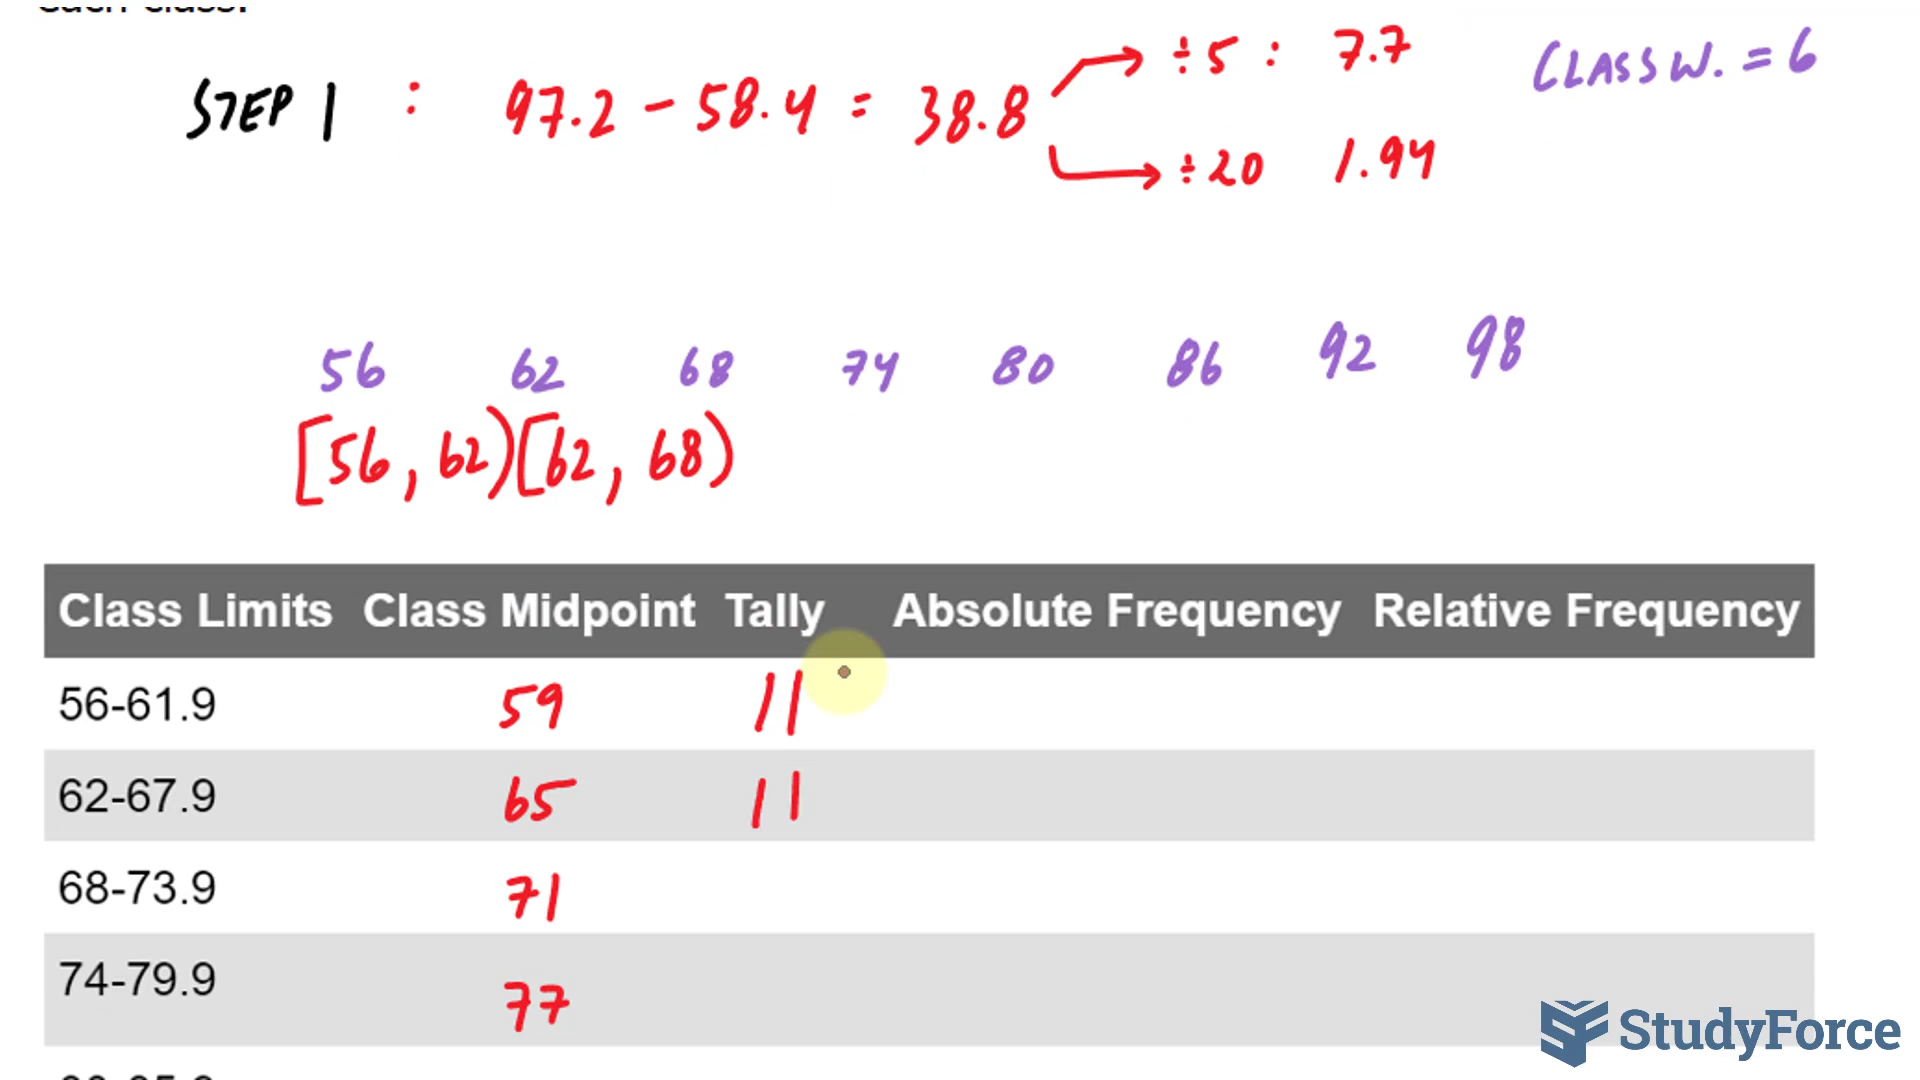 each class.
STEP 1 : 97.2 - 58.4 = 38.8
÷5 : 7.7
÷20 1.94
CLASS W. = 6
56 62 68 74 80 86 92 98
[56, 62) [62, 68)
Class Limits Class Midpoint Tally Absolute Frequency Relative Frequency
56-61.9 59 ||
62-67.9 65 ||
68-73.9 71
74-79.9 77
StudyForce